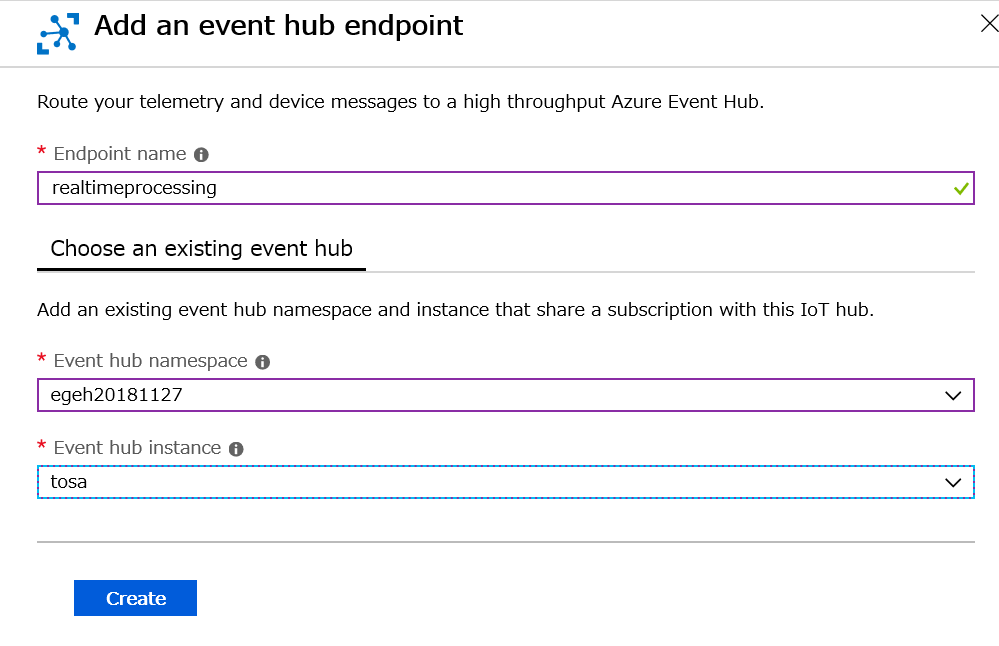 Add an event hub endpoint
Route your telemetry and device messages to a high throughput Azure Event Hub.
* Endpoint name
realtimeprocessing
Choose an existing event hub
Add an existing event hub namespace and instance that share a subscription with this IoT hub.
* Event hub namespace
egeh20181127
* Event hub instance
tosa
Create